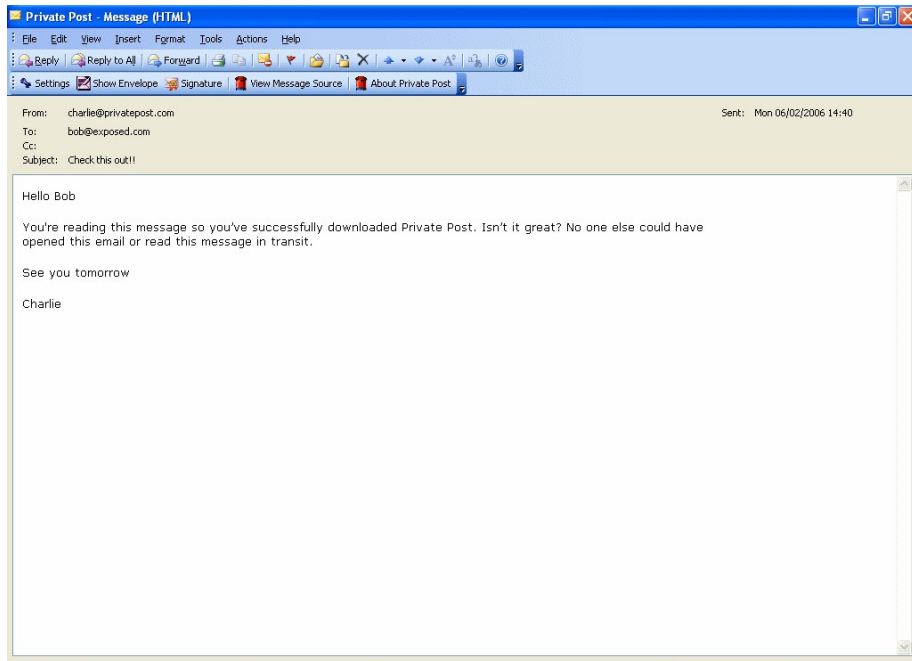 Private Post - Message (HTML)
File Edit View Insert Format Tools Actions Help
Reply Reply to All Forward
Settings Show Envelope Signature View Message Source About Private Post
From: charlie@privatepost.com Sent: Mon 06/02/2006 14:40
To: bob@exposed.com
Cc:
Subject: Check this out!!
Hello Bob
You're reading this message so you've successfully downloaded Private Post. Isn't it great? No one else could have
opened this email or read this message in transit.
See you tomorrow
Charlie